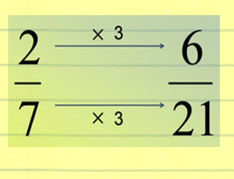 2/7 × 3 → 6/21
× 3 →